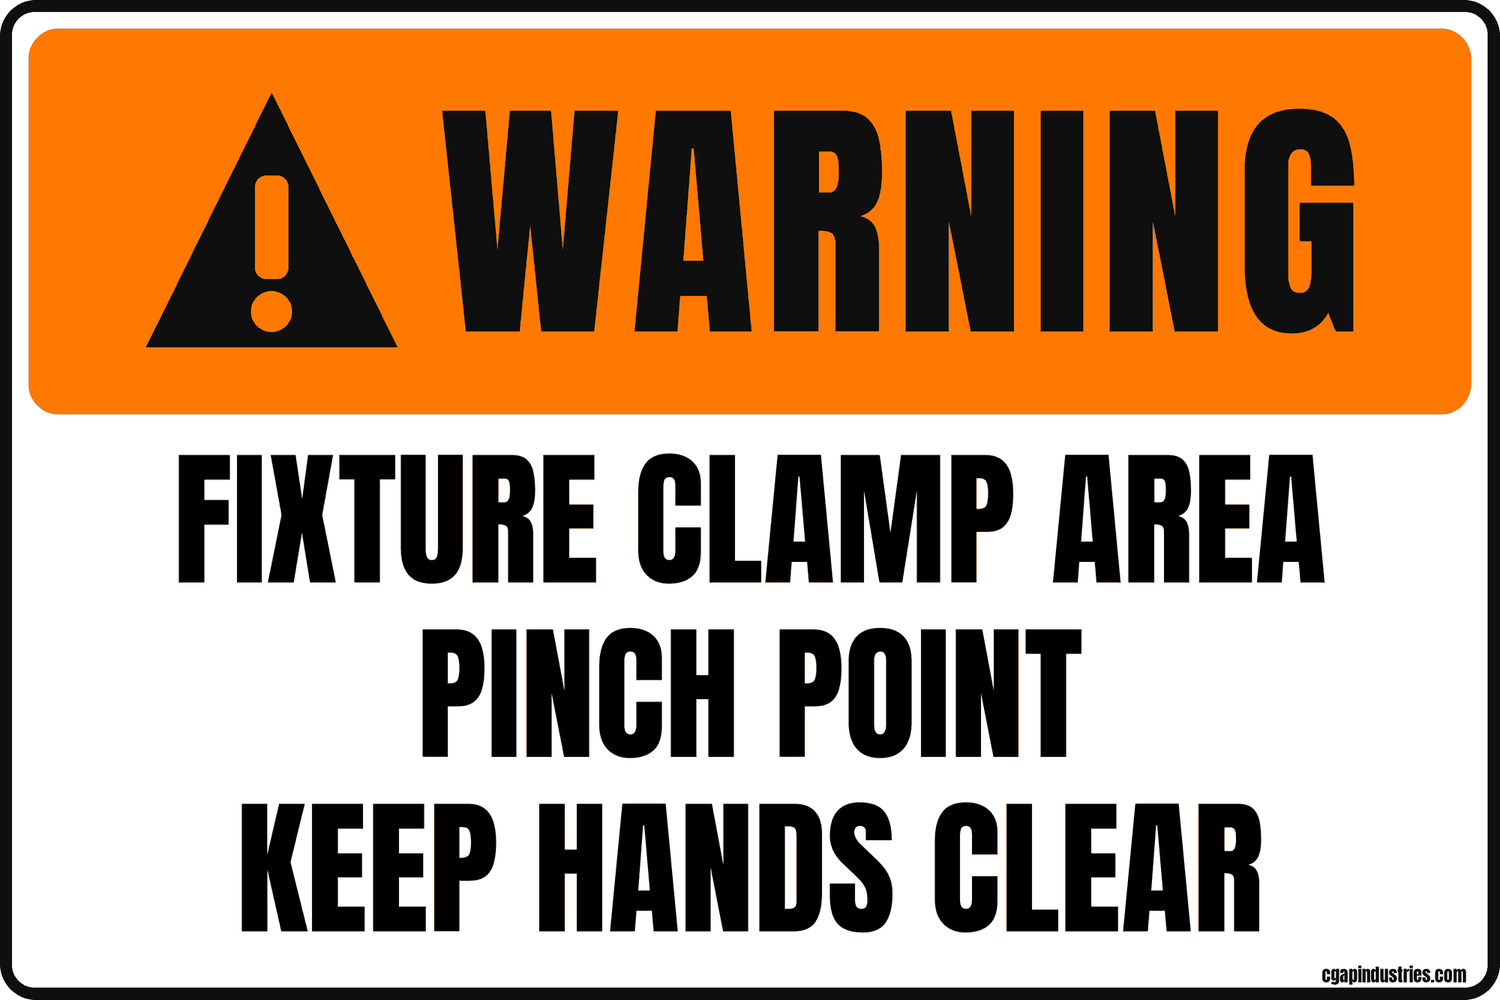 WARNING
FIXTURE CLAMP AREA
PINCH POINT
KEEP HANDS CLEAR
cgapindustries.com